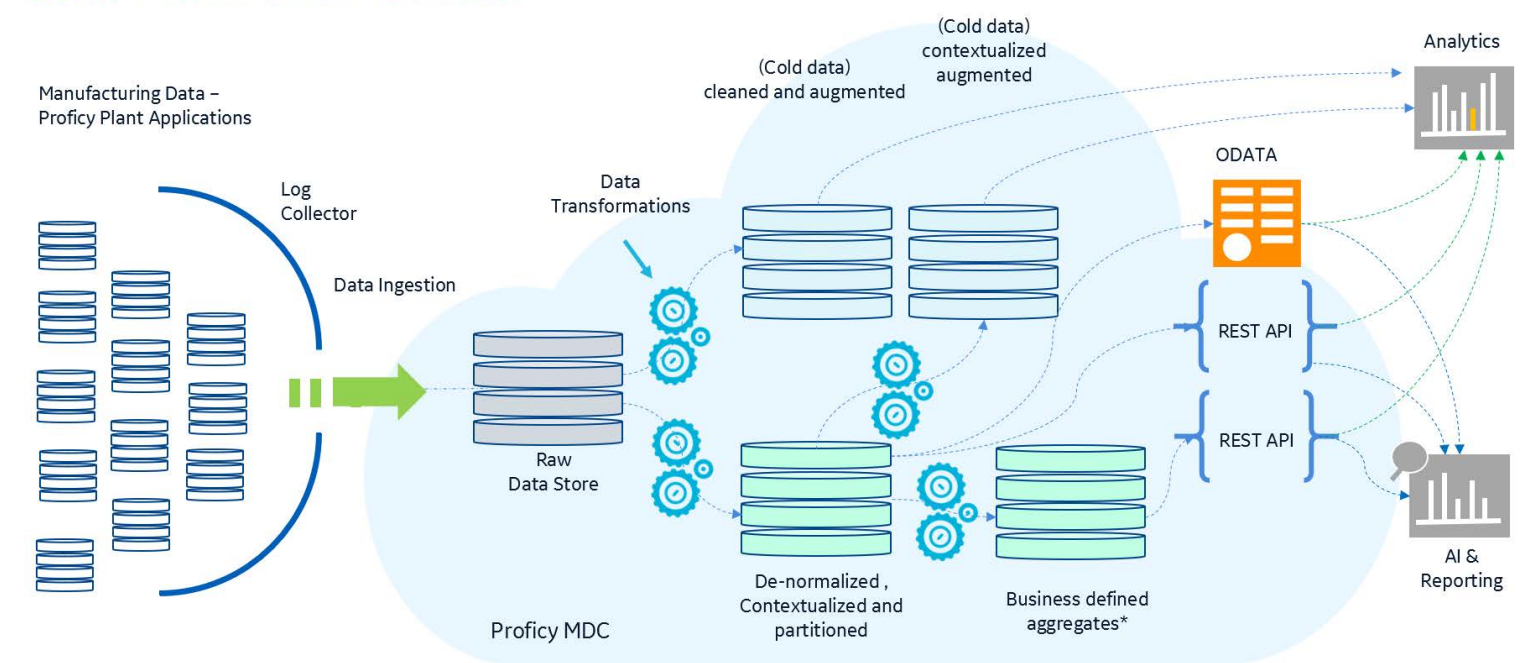 (Cold data)
contextualized
augmented
Analytics
(Cold data)
cleaned and augmented
Manufacturing Data –
Proficy Plant Applications
ODATA
Log
Collector
Data
Transformations
Data Ingestion
REST API
REST API
Raw
Data Store
AI &
Reporting
De-normalized ,
Contextualized and
partitioned
Business defined
aggregates*
Proficy MDC